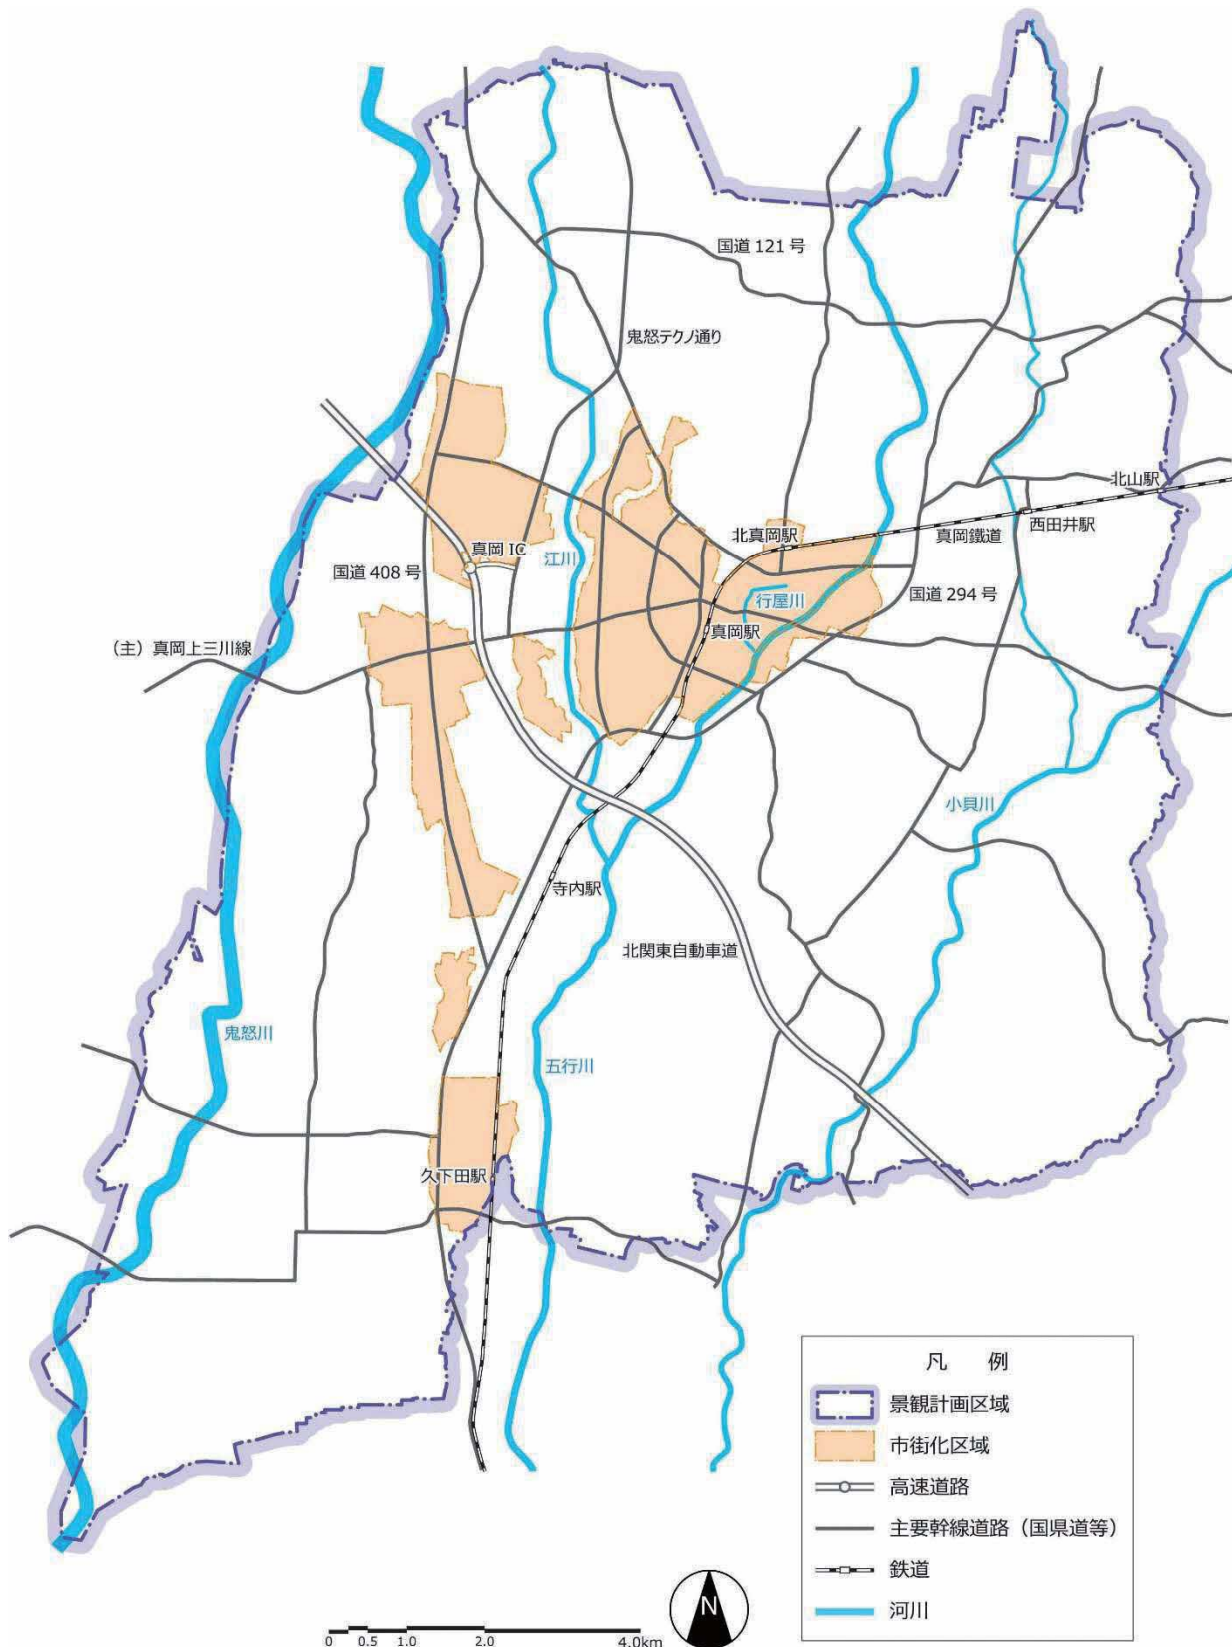 国道 121 号
鬼怒テクノ通り
北山駅
北真岡駅
真岡鐵道
西田井駅
真岡 IC
江川
国道 408 号
行屋川
国道 294 号
真岡駅
（主）真岡上三川線
小貝川
寺内駅
北関東自動車道
鬼怒川
五行川
久下田駅
凡 例
景観計画区域
市街化区域
高速道路
主要幹線道路（国県道等）
鉄道
河川
N
0 0.5 1.0 2.0 4.0km